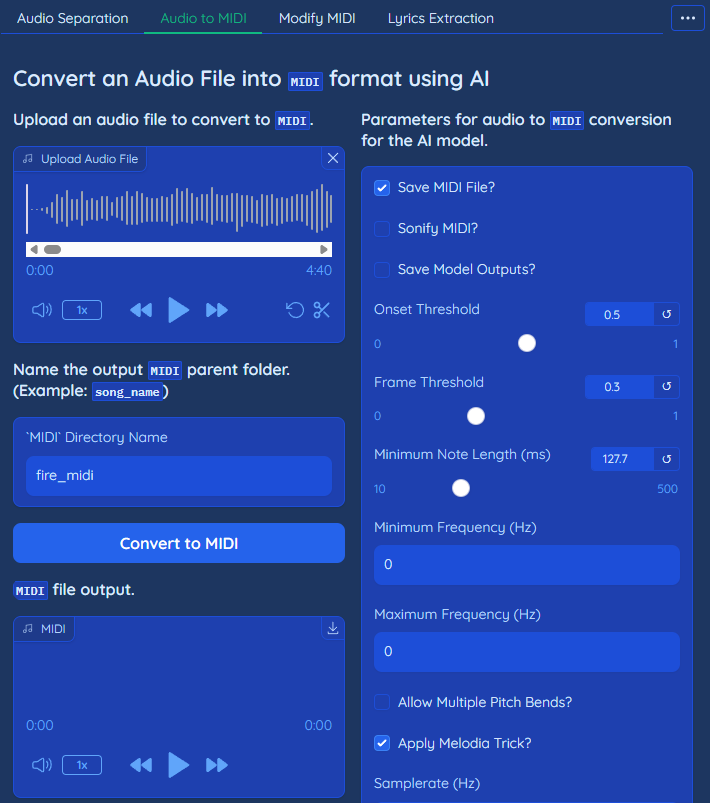 Audio Separation
Audio to MIDI
Modify MIDI
Lyrics Extraction
Convert an Audio File into MIDI format using AI
Upload an audio file to convert to MIDI.
Upload Audio File
0:00
4:40
1x
Name the output MIDI parent folder.
(Example: song_name)
`MIDI` Directory Name
fire_midi
Convert to MIDI
MIDI file output.
MIDI
0:00
0:00
1x
Parameters for audio to MIDI conversion
for the AI model.
Save MIDI File?
Sonify MIDI?
Save Model Outputs?
Onset Threshold
0.5
0
1
Frame Threshold
0.3
0
1
Minimum Note Length (ms)
127.7
10
500
Minimum Frequency (Hz)
0
Maximum Frequency (Hz)
0
Allow Multiple Pitch Bends?
Apply Melodia Trick?
Samplerate (Hz)